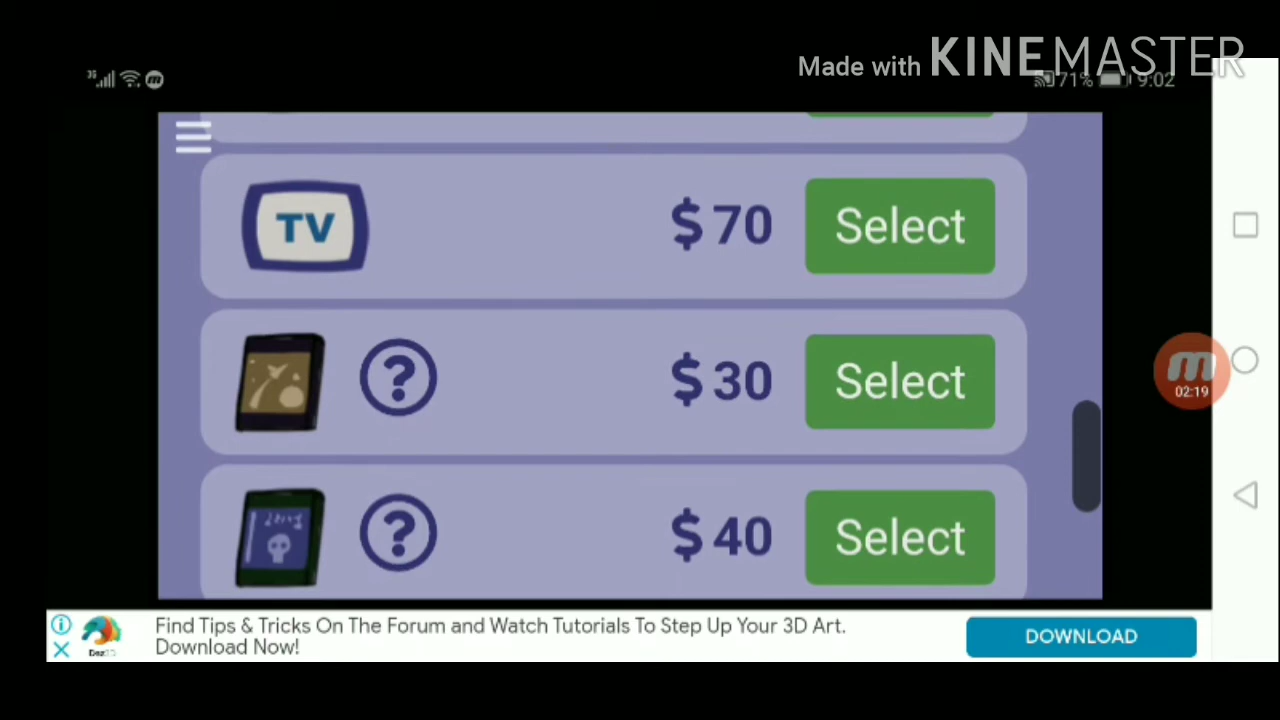 Made with KINEMASTER
3G 71% 9:02
TV $70 Select
? $30 Select
02:19
? $40 Select
Find Tips & Tricks On The Forum and Watch Tutorials To Step Up Your 3D Art.
Download Now!
DOWNLOAD